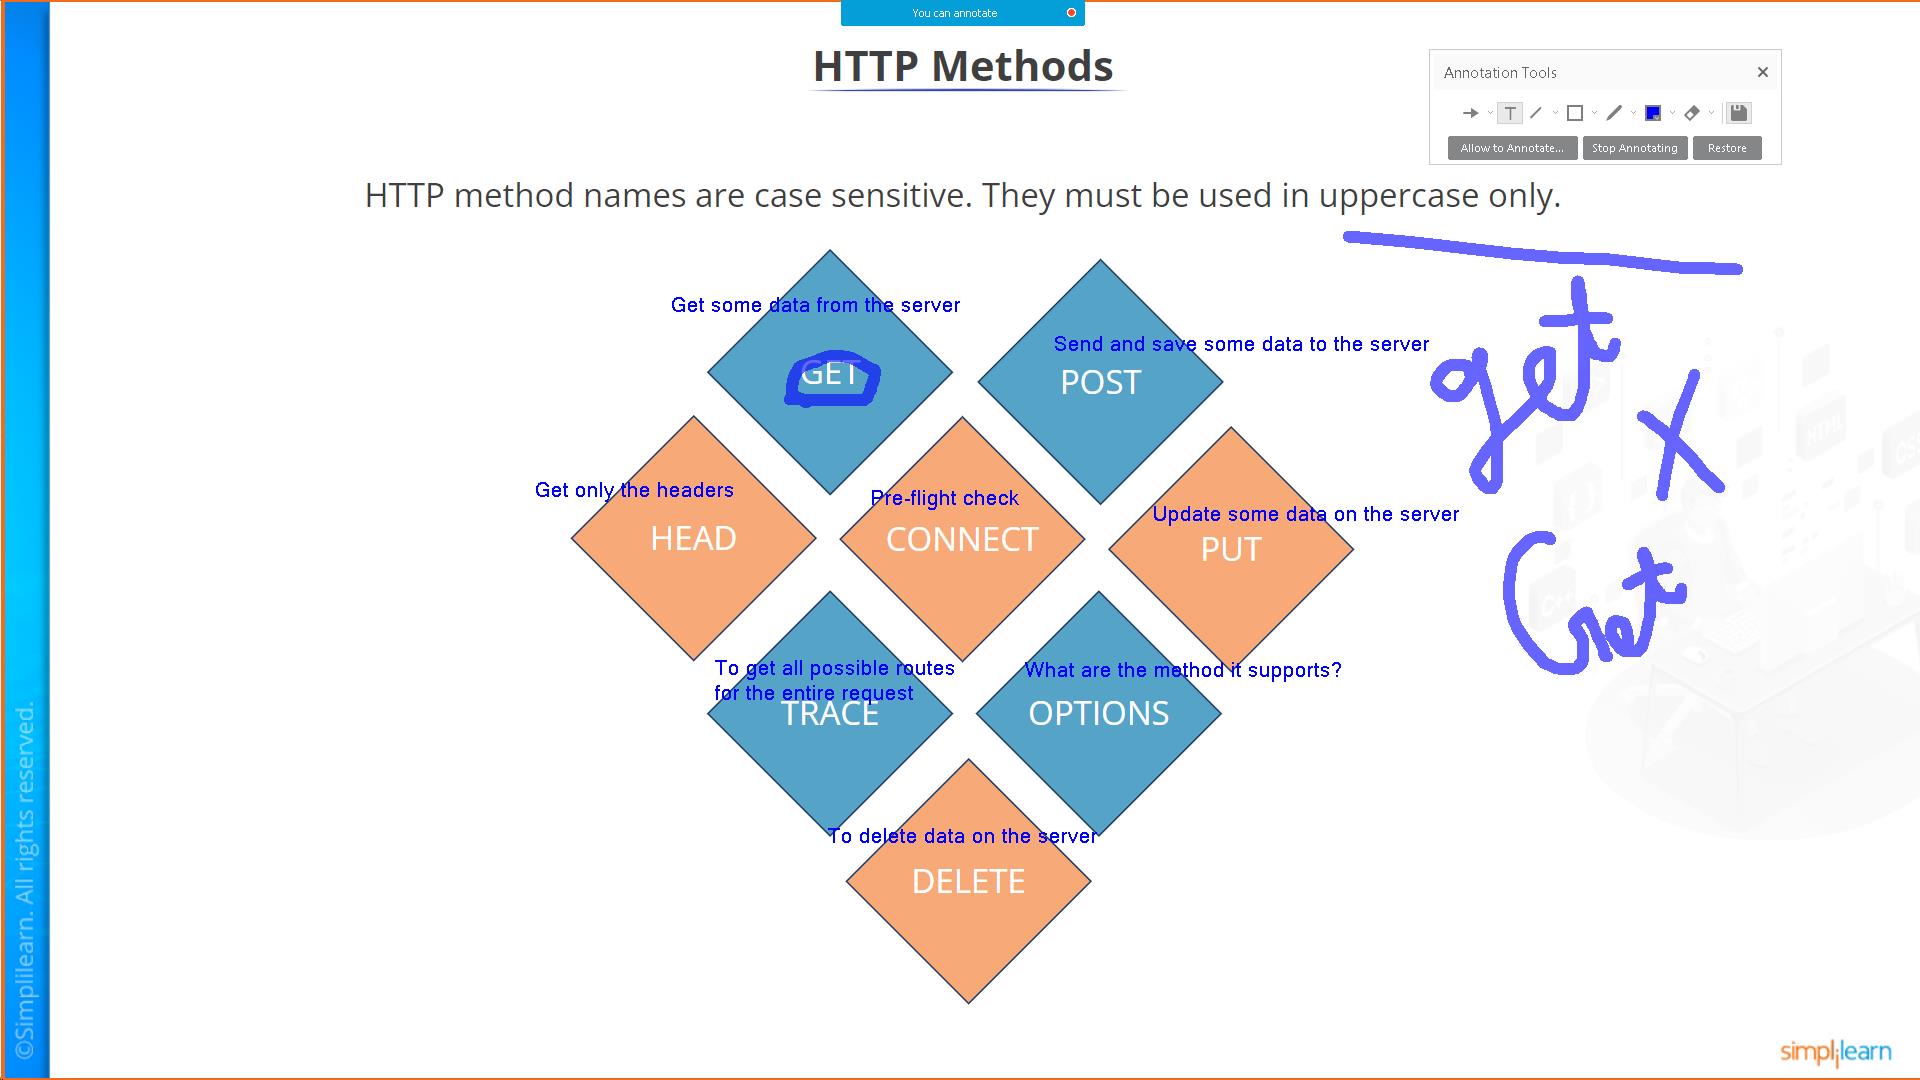 You can annotate
HTTP Methods
Annotation Tools
T
Allow to Annotate... Stop Annotating Restore
HTTP method names are case sensitive. They must be used in uppercase only.
Get some data from the server
GET
Send and save some data to the server
POST
get
X
Get only the headers
HEAD
Pre-flight check
CONNECT
Update some data on the server
PUT
Get
To get all possible routes
for the entire request
TRACE
What are the method it supports?
OPTIONS
To delete data on the server
DELETE
HTML
CSS
C++
©Simplilearn. All rights reserved.
simplilearn